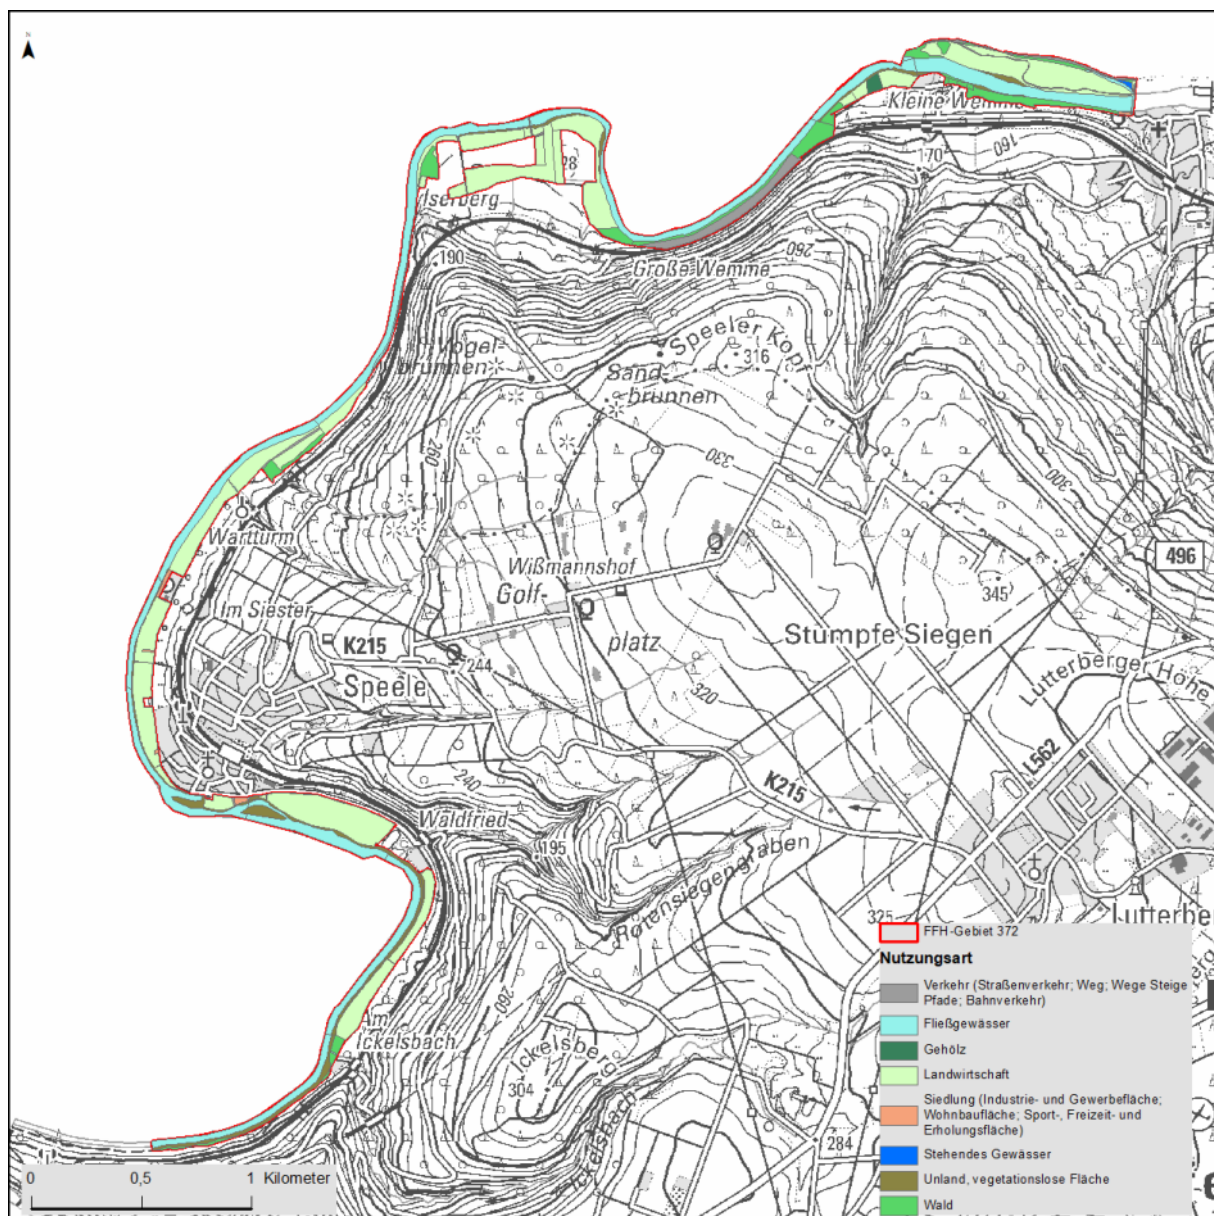 N
Kleine Wemme
170
160
28
Iserberg
190
Große Wemme
260
Vogel-
brunnen
Speeler Kopf
316
Sand-
brunnen
260
330
300
Wartturm
Wißmannshof
Golf-
platz
496
345
Im Siester
K215
244
Speele
Stumpfe Siegen
320
Lutterberger Höhe
L562
240
K215
Waldfried
195
Rotensiegengraben
325
Lutterbe
260
Am
Ickelsbach
Ickelsberg
304
Ickelsbach
284
FFH-Gebiet 372
Nutzungsart
Verkehr (Straßenverkehr; Weg; Wege Steige
Pfade; Bahnverkehr)
Fließgewässer
Gehölz
Landwirtschaft
Siedlung (Industrie- und Gewerbefläche;
Wohnbaufläche; Sport-, Freizeit- und
Erholungsfläche)
Stehendes Gewässer
Unland, vegetationslose Fläche
Wald
0 0,5 1 Kilometer